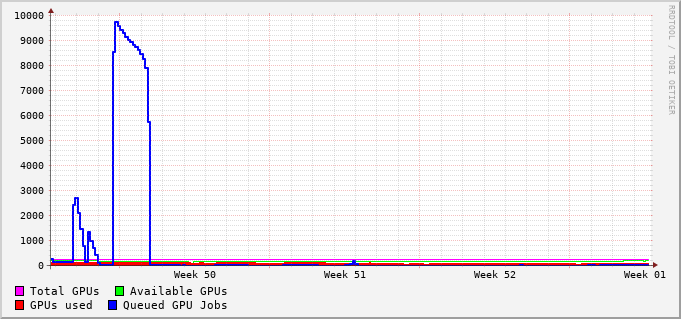 10000
9000
8000
7000
6000
5000
4000
3000
2000
1000
0
Week 50 Week 51 Week 52 Week 01
Total GPUs Available GPUs
GPUs used Queued GPU Jobs
RRDTOOL / TOBI OETIKER